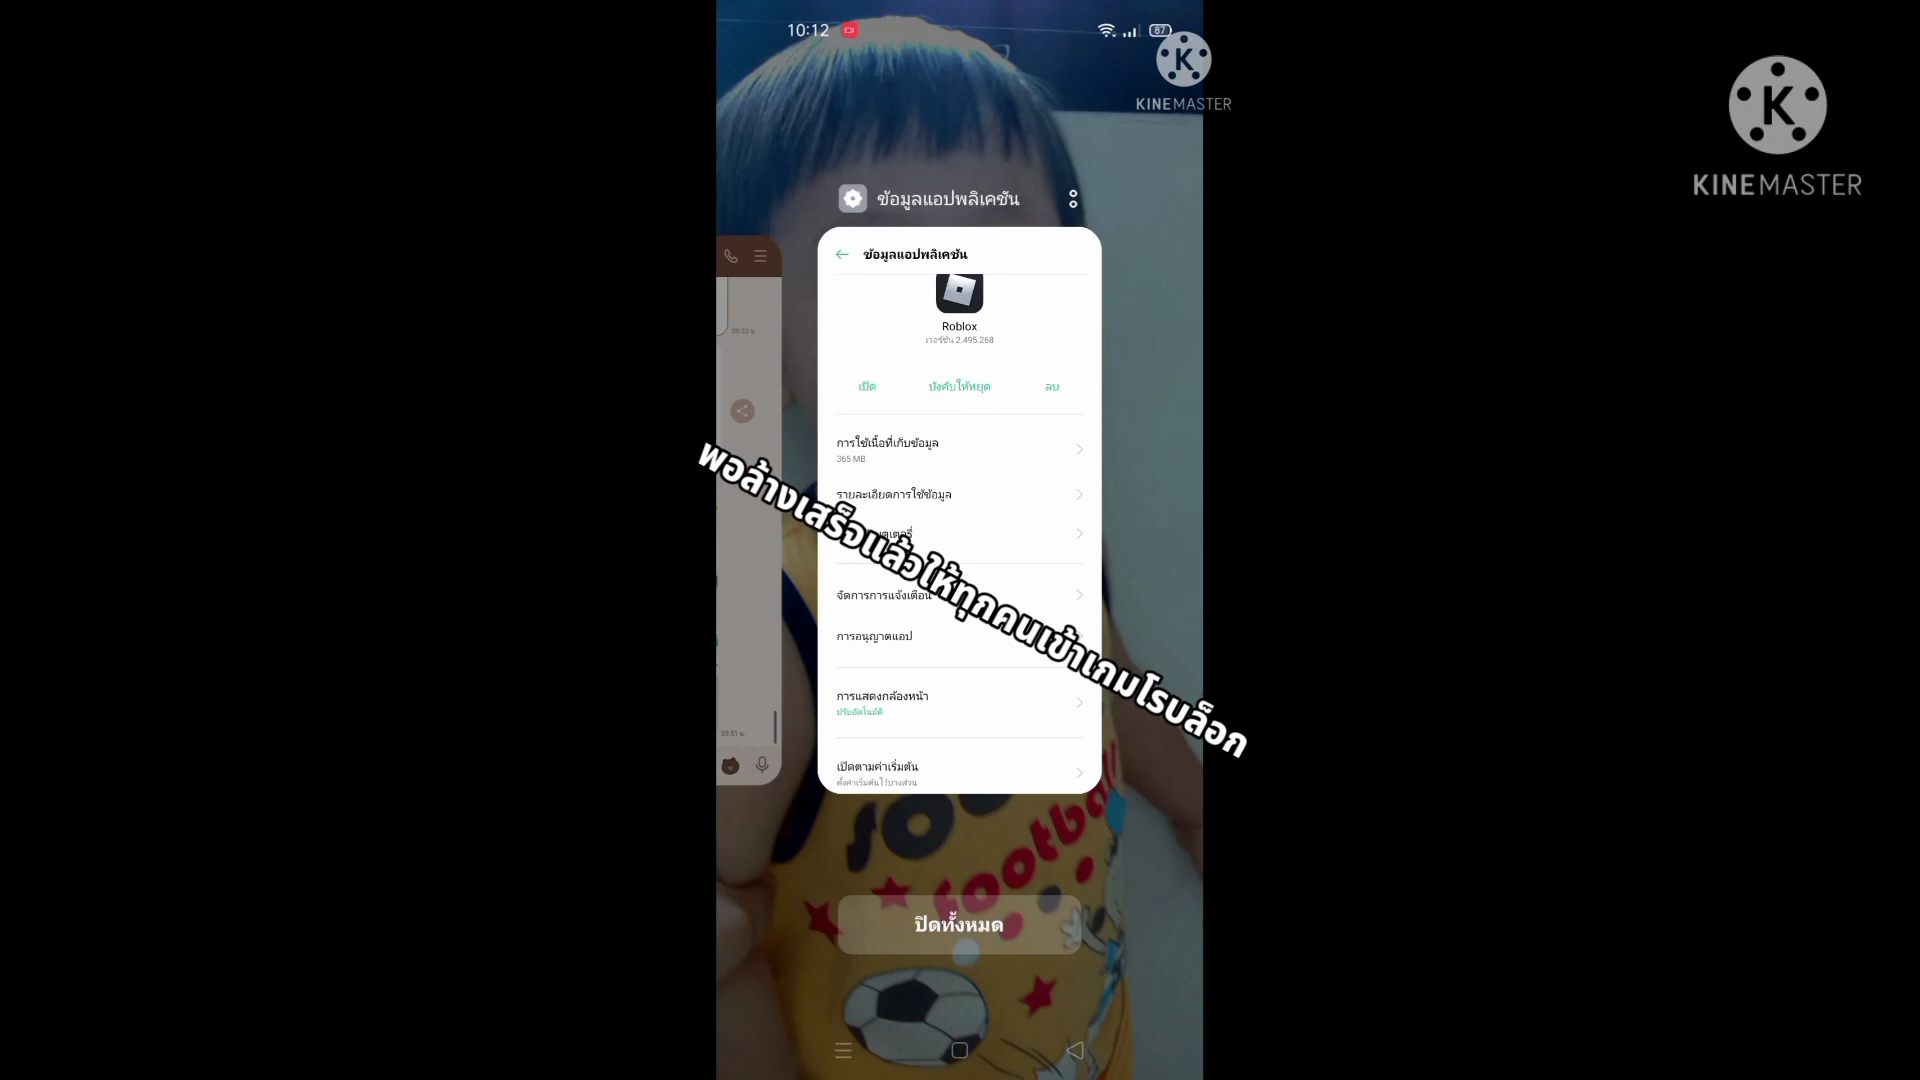 10:12
87
KINEMASTER
KINEMASTER
ข้อมูลแอปพลิเคชัน
ข้อมูลแอปพลิเคชัน
Roblox
เวอร์ชัน 2.495.268
เปิด
บังคับให้หยุด
ลบ
09:33 น.
การใช้เนื้อที่เก็บข้อมูล
365 MB
รายละเอียดการใช้ข้อมูล
พอล้างเสร็จแล้วให้ทุกคนเข้าเกมโรบล็อก
จัดการการแจ้งเตือน
การอนุญาตแอป
การแสดงกล้องหน้า
ปรับอัตโนมัติ
09:51 น.
เปิดตามค่าเริ่มต้น
ตั้งค่าเริ่มต้นไว้บางส่วน
ปิดทั้งหมด
football